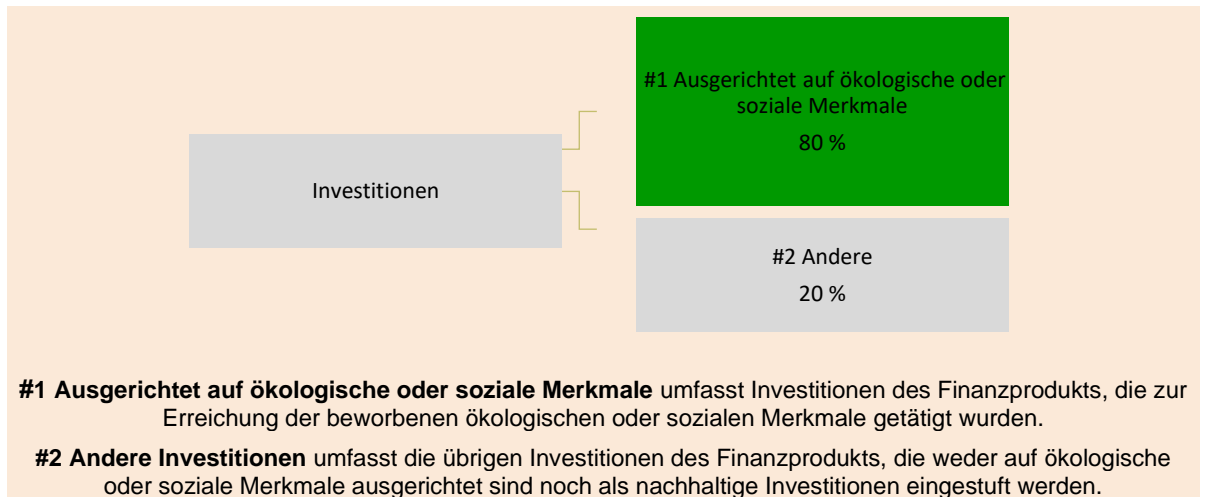 #1 Ausgerichtet auf ökologische oder
soziale Merkmale
80 %
Investitionen
#2 Andere
20 %
#1 Ausgerichtet auf ökologische oder soziale Merkmale umfasst Investitionen des Finanzprodukts, die zur
Erreichung der beworbenen ökologischen oder sozialen Merkmale getätigt wurden.
#2 Andere Investitionen umfasst die übrigen Investitionen des Finanzprodukts, die weder auf ökologische
oder soziale Merkmale ausgerichtet sind noch als nachhaltige Investitionen eingestuft werden.